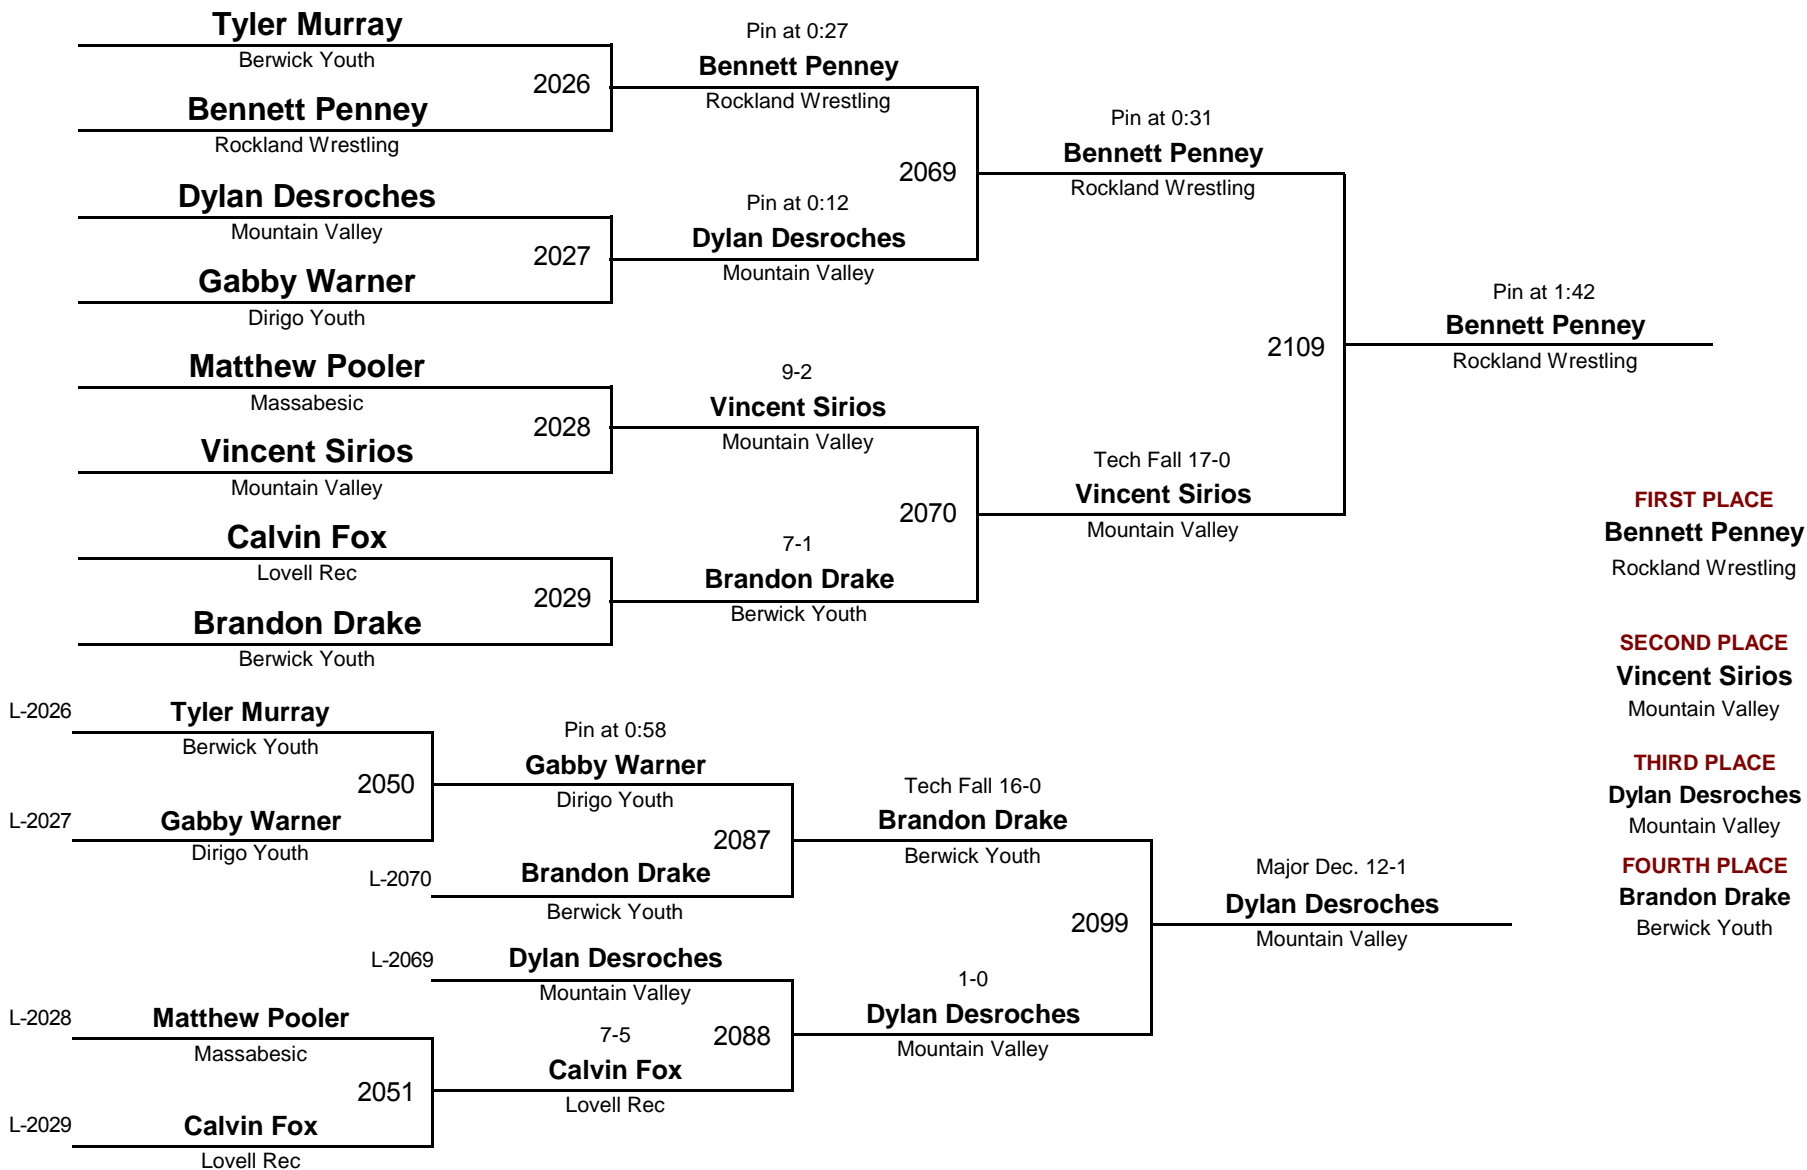 Tyler Murray
Berwick Youth
2026
Bennett Penney
Rockland Wrestling
Pin at 0:27
Bennett Penney
Rockland Wrestling
Dylan Desroches
Mountain Valley
2027
Gabby Warner
Dirigo Youth
Pin at 0:12
Dylan Desroches
Mountain Valley
2069
Pin at 0:31
Bennett Penney
Rockland Wrestling
Matthew Pooler
Massabesic
2028
Vincent Sirios
Mountain Valley
9-2
Vincent Sirios
Mountain Valley
Calvin Fox
Lovell Rec
2029
Brandon Drake
Berwick Youth
7-1
Brandon Drake
Berwick Youth
2070
Tech Fall 17-0
Vincent Sirios
Mountain Valley
2109
Pin at 1:42
Bennett Penney
Rockland Wrestling
FIRST PLACE
Bennett Penney
Rockland Wrestling
SECOND PLACE
Vincent Sirios
Mountain Valley
THIRD PLACE
Dylan Desroches
Mountain Valley
FOURTH PLACE
Brandon Drake
Berwick Youth
L-2026
Tyler Murray
Berwick Youth
2050
L-2027
Gabby Warner
Dirigo Youth
Pin at 0:58
Gabby Warner
Dirigo Youth
2087
L-2070
Brandon Drake
Berwick Youth
Tech Fall 16-0
Brandon Drake
Berwick Youth
L-2069
Dylan Desroches
Mountain Valley
L-2028
Matthew Pooler
Massabesic
2051
L-2029
Calvin Fox
Lovell Rec
7-5
Calvin Fox
Lovell Rec
2088
1-0
Dylan Desroches
Mountain Valley
2099
Major Dec. 12-1
Dylan Desroches
Mountain Valley